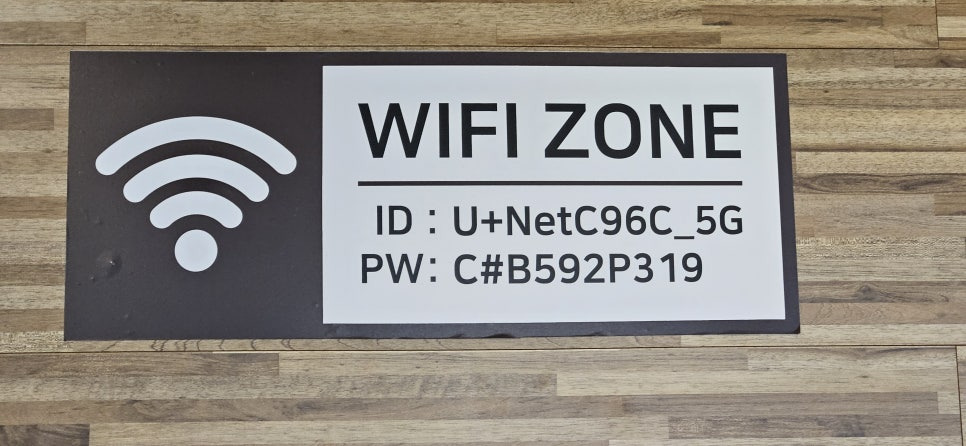 WIFI ZONE
ID : U+NetC96C_5G
PW: C#B592P319